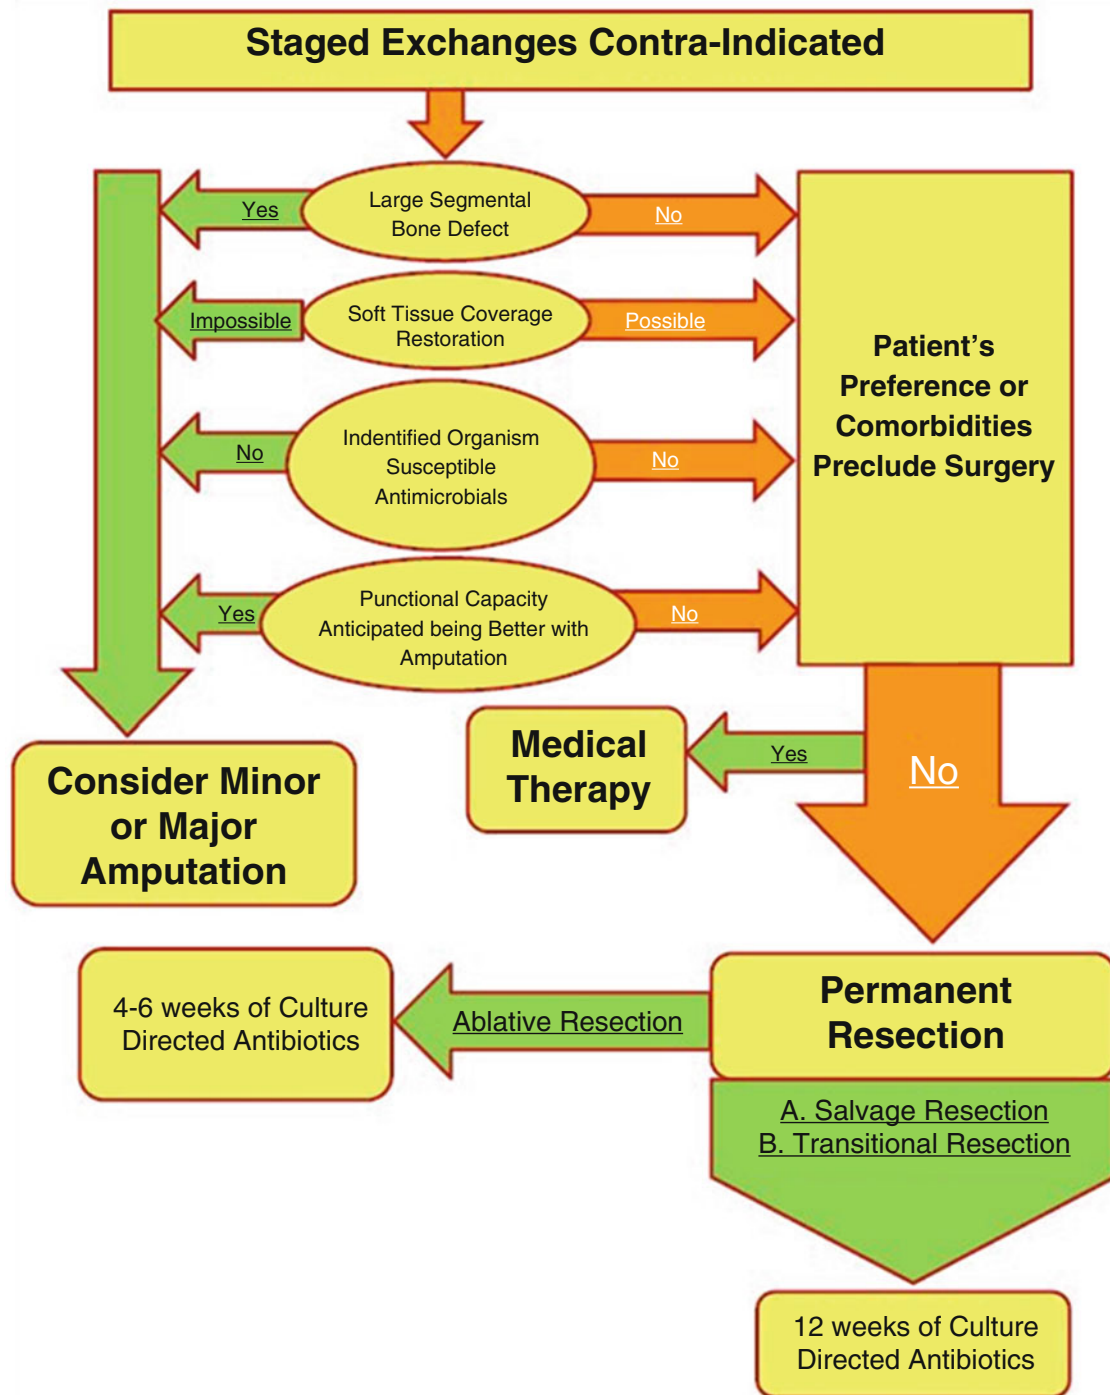 Staged Exchanges Contra-Indicated
Yes
Large Segmental
Bone Defect
No
Impossible
Soft Tissue Coverage
Restoration
Possible
No
Indentified Organism
Susceptible
Antimicrobials
No
Yes
Punctional Capacity
Anticipated being Better with
Amputation
No
Patient's
Preference or
Comorbidities
Preclude Surgery
Consider Minor
or Major
Amputation
Medical
Therapy
Yes
No
4-6 weeks of Culture
Directed Antibiotics
Ablative Resection
Permanent
Resection
A. Salvage Resection
B. Transitional Resection
12 weeks of Culture
Directed Antibiotics